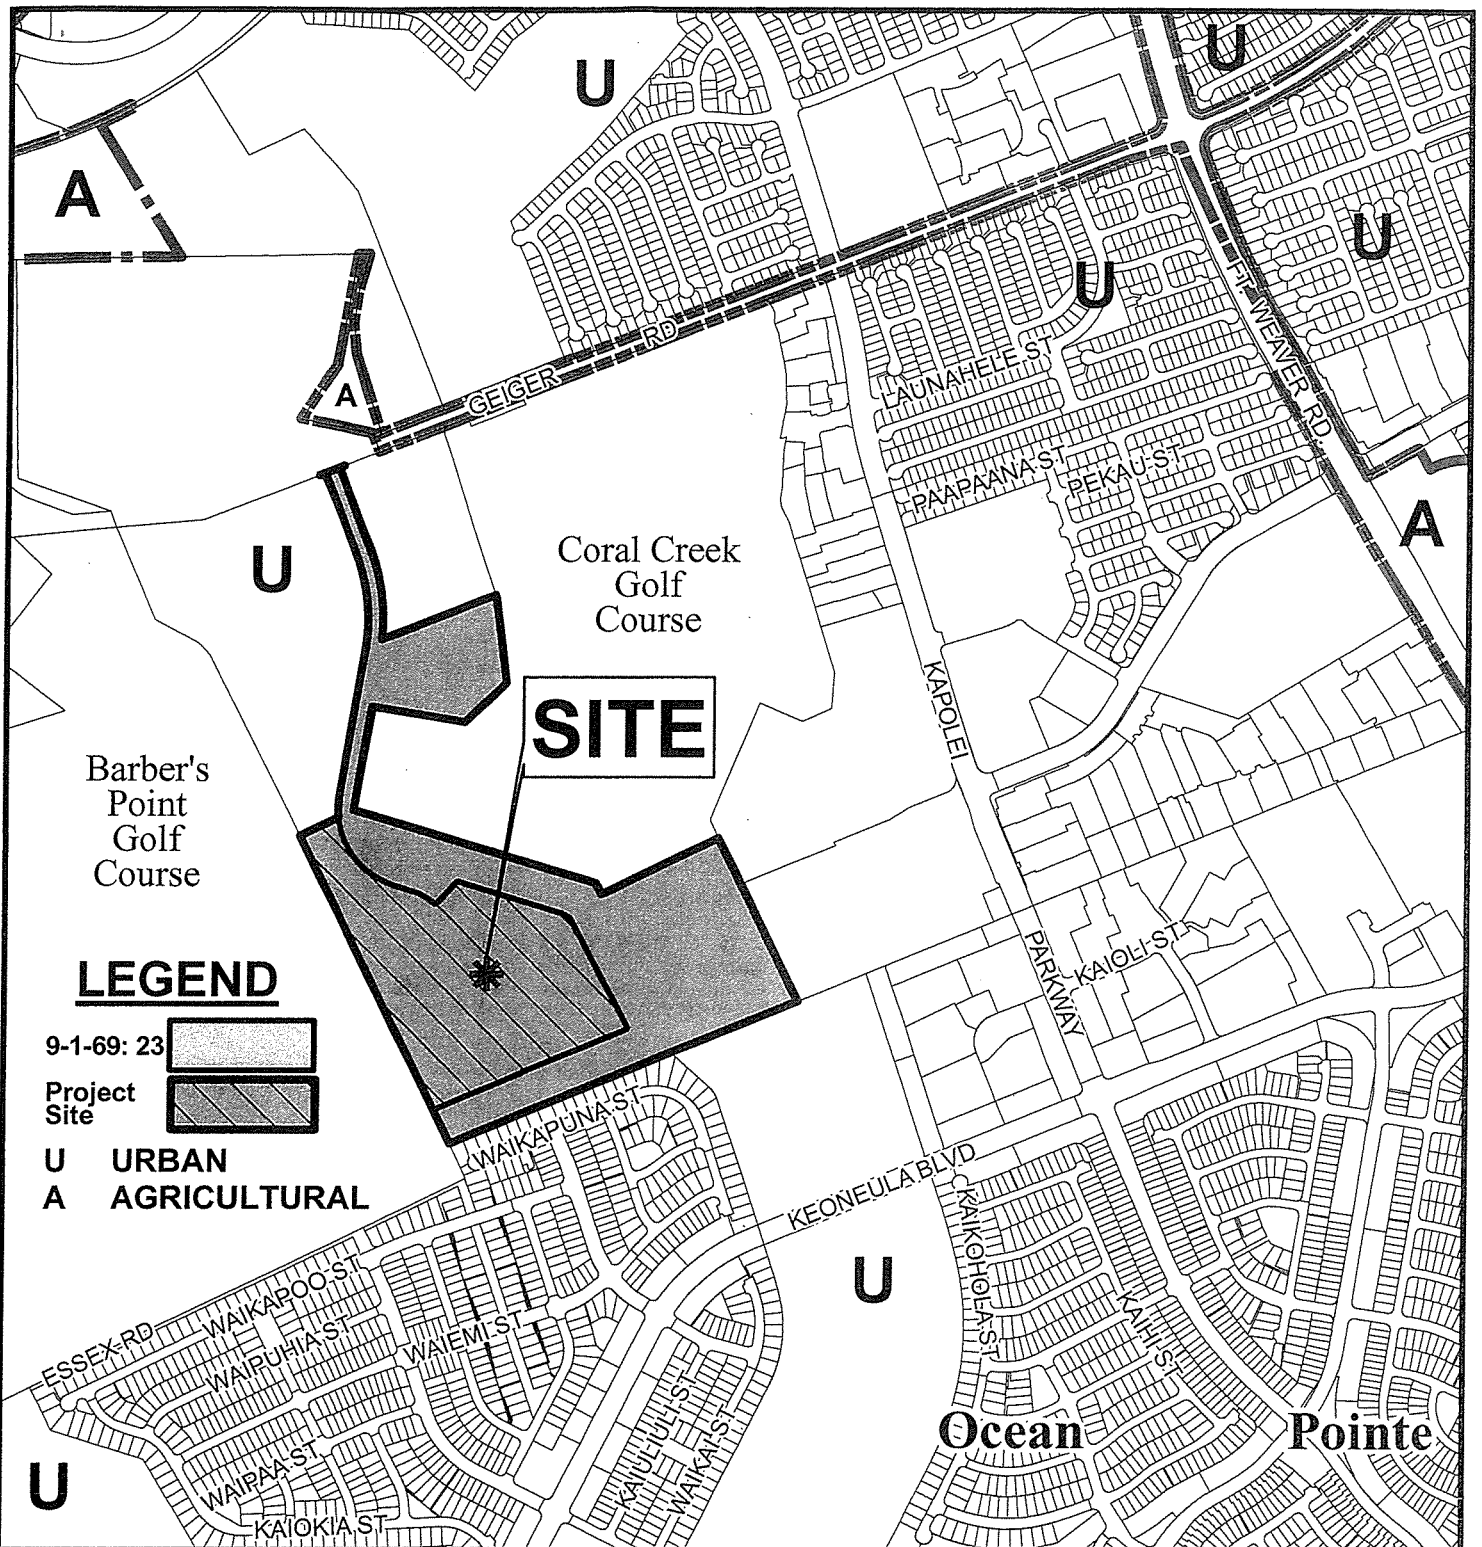 U
U
A
U
U
FT. WEAVER RD.
GEIGER RD
A
LAUNAHELE ST
PAAPAANA ST
PEKAU ST
A
U
Coral Creek
Golf
Course
SITE
KAPOLEI
PARKWAY
Barber's
Point
Golf
Course
KAIOLI ST
LEGEND
9-1-69: 23
Project
Site
U URBAN
A AGRICULTURAL
WAIKAPUNA ST
KEONEULA BLVD
KAIKOHOLA ST
U
KAIHI ST
WAIKAPOO ST
ESSEX RD
WAIPUHIA ST
WAIEMI ST
KAIULIULI ST
WAIKAI ST
Ocean Pointe
WAIPAA ST
U
KAIOKIA ST